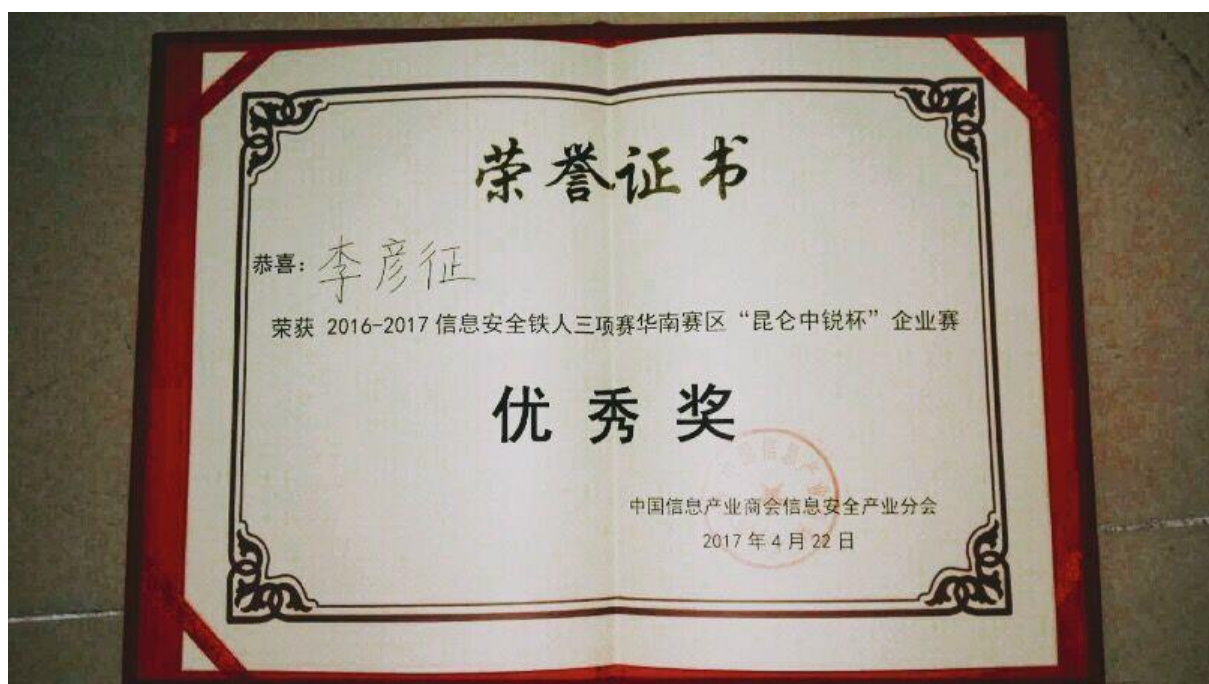 荣誉证书
恭喜：李彦征
荣获 2016-2017 信息安全铁人三项赛华南赛区“昆仑中锐杯”企业赛
优秀奖
中国信息产业商会信息安全产业分会
2017 年 4 月 22 日